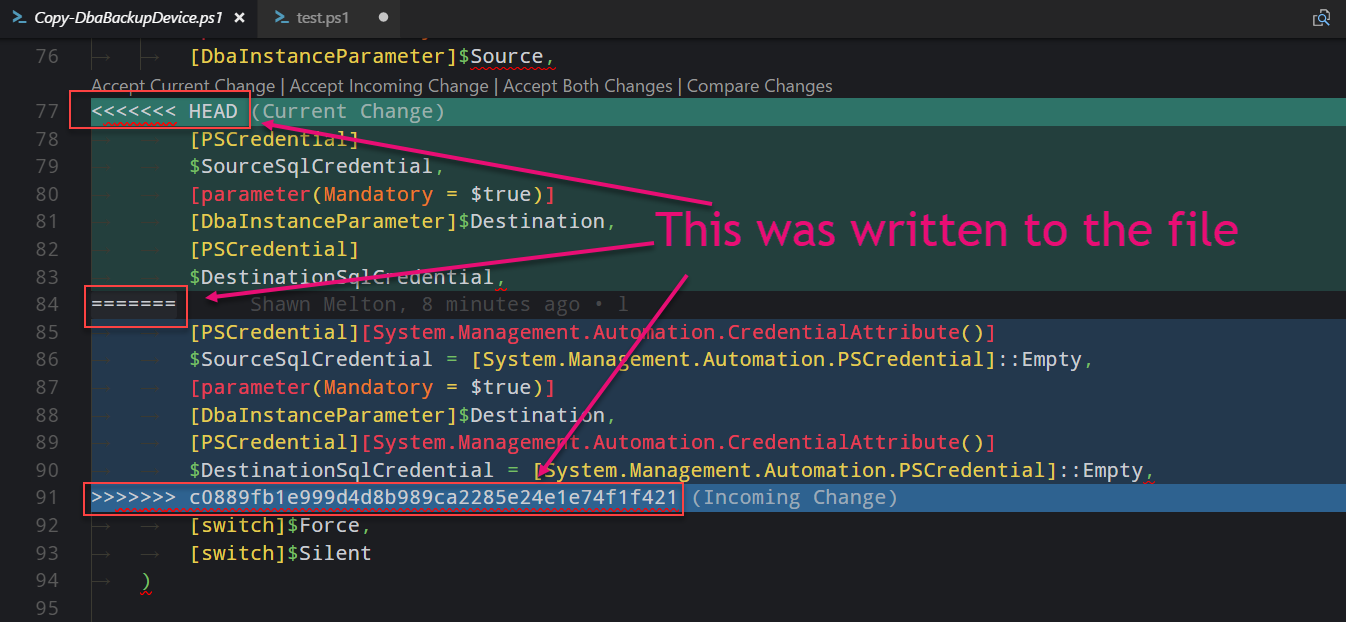 Copy-DbaBackupDevice.ps1 × test.ps1 ●
76 [DbaInstanceParameter]$Source,
Accept Current Change | Accept Incoming Change | Accept Both Changes | Compare Changes
77 <<<<<<< HEAD (Current Change)
78 [PSCredential]
79 $SourceSqlCredential,
80 [parameter(Mandatory = $true)]
81 [DbaInstanceParameter]$Destination,
This was written to the file
82 [PSCredential]
83 $DestinationSqlCredential,
84 ======= Shawn Melton, 8 minutes ago • l
85 [PSCredential][System.Management.Automation.CredentialAttribute()]
86 $SourceSqlCredential = [System.Management.Automation.PSCredential]::Empty,
87 [parameter(Mandatory = $true)]
88 [DbaInstanceParameter]$Destination,
89 [PSCredential][System.Management.Automation.CredentialAttribute()]
90 $DestinationSqlCredential = [System.Management.Automation.PSCredential]::Empty,
91 >>>>>>> c0889fb1e999d4d8b989ca2285e24e1e74f1f421 (Incoming Change)
92 [switch]$Force,
93 [switch]$Silent
94 )
95